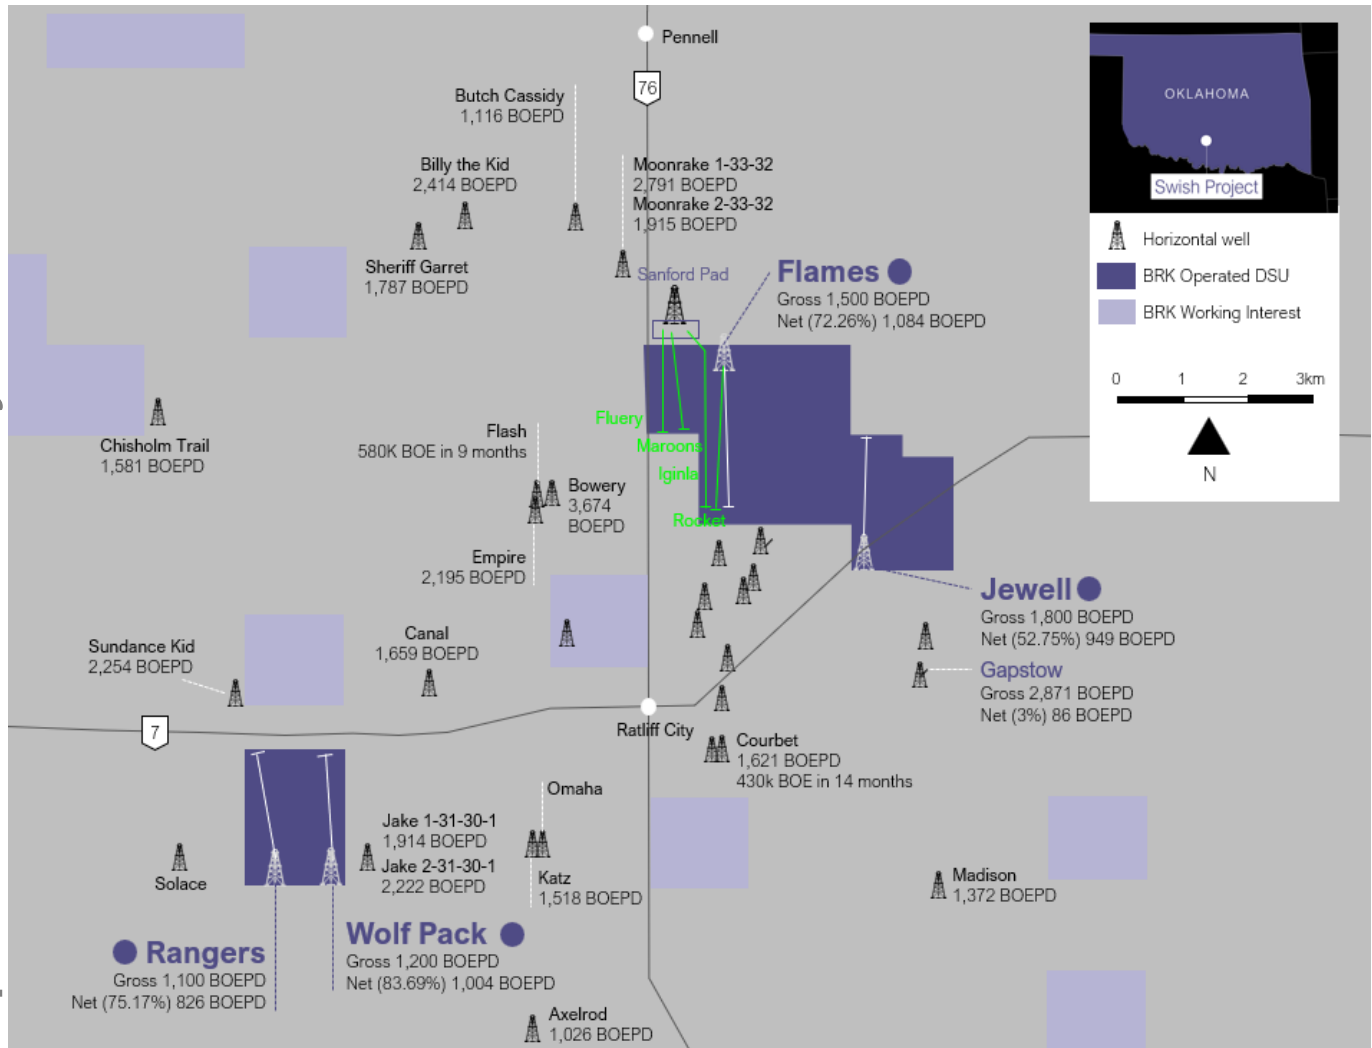 Pennell
76
Butch Cassidy
1,116 BOEPD
Billy the Kid
2,414 BOEPD
Moonrake 1-33-32
2,791 BOEPD
Moonrake 2-33-32
1,915 BOEPD
Sheriff Garret
1,787 BOEPD
Sanford Pad
Flames
Gross 1,500 BOEPD
Net (72.26%) 1,084 BOEPD
OKLAHOMA
Swish Project
Horizontal well
BRK Operated DSU
BRK Working Interest
0 1 2 3km
N
Chisholm Trail
1,581 BOEPD
Flash
580K BOE in 9 months
Fluery
Maroons
Iginla
Rocket
Bowery
3,674
BOEPD
Empire
2,195 BOEPD
Jewell
Gross 1,800 BOEPD
Net (52.75%) 949 BOEPD
Gapstow
Gross 2,871 BOEPD
Net (3%) 86 BOEPD
Sundance Kid
2,254 BOEPD
Canal
1,659 BOEPD
7
Ratliff City
Courbet
1,621 BOEPD
430k BOE in 14 months
Omaha
Jake 1-31-30-1
1,914 BOEPD
Jake 2-31-30-1
2,222 BOEPD
Katz
1,518 BOEPD
Solace
Madison
1,372 BOEPD
Rangers
Gross 1,100 BOEPD
Net (75.17%) 826 BOEPD
Wolf Pack
Gross 1,200 BOEPD
Net (83.69%) 1,004 BOEPD
Axelrod
1,026 BOEPD